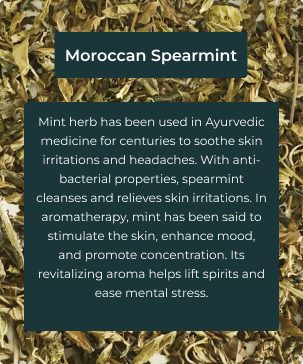 Moroccan Spearmint
Mint herb has been used in Ayurvedic
medicine for centuries to soothe skin
irritations and headaches. With anti-
bacterial properties, spearmint
cleanses and relieves skin irritations. In
aromatherapy, mint has been said to
stimulate the skin, enhance mood,
and promote concentration. Its
revitalizing aroma helps lift spirits and
ease mental stress.